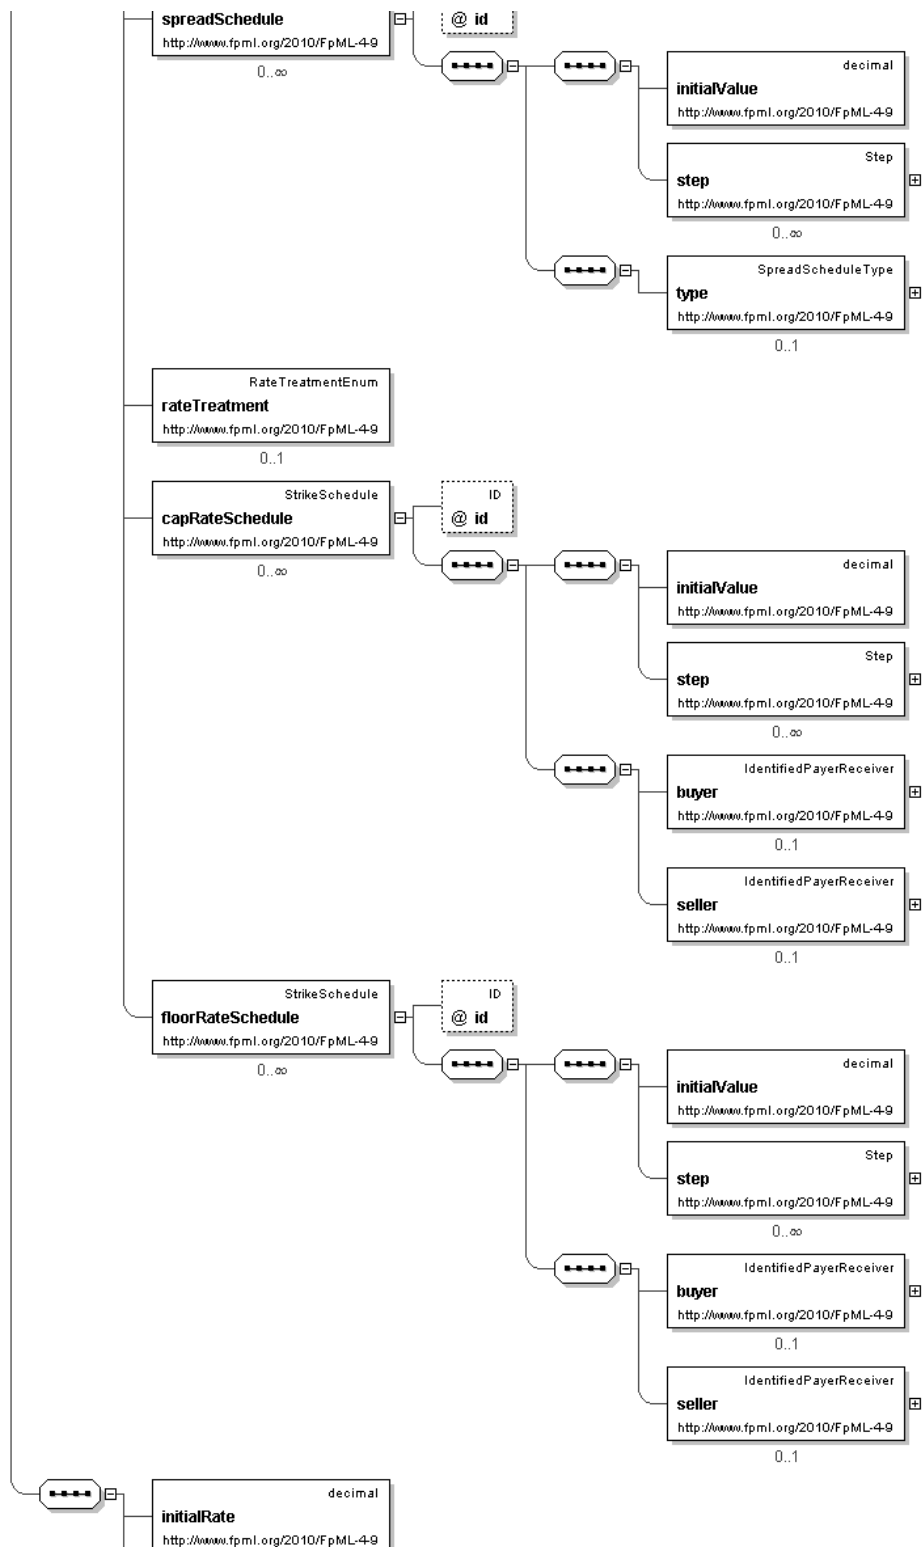 spreadSchedule
http://www.fpml.org/2010/FpML-4-9
0..∞
@ id
decimal
initialValue
http://www.fpml.org/2010/FpML-4-9
Step
step
http://www.fpml.org/2010/FpML-4-9
0..∞
SpreadScheduleType
type
http://www.fpml.org/2010/FpML-4-9
0..1
RateTreatmentEnum
rateTreatment
http://www.fpml.org/2010/FpML-4-9
0..1
StrikeSchedule
capRateSchedule
http://www.fpml.org/2010/FpML-4-9
0..∞
ID
@ id
decimal
initialValue
http://www.fpml.org/2010/FpML-4-9
Step
step
http://www.fpml.org/2010/FpML-4-9
0..∞
IdentifiedPayerReceiver
buyer
http://www.fpml.org/2010/FpML-4-9
0..1
IdentifiedPayerReceiver
seller
http://www.fpml.org/2010/FpML-4-9
0..1
StrikeSchedule
floorRateSchedule
http://www.fpml.org/2010/FpML-4-9
0..∞
ID
@ id
decimal
initialValue
http://www.fpml.org/2010/FpML-4-9
Step
step
http://www.fpml.org/2010/FpML-4-9
0..∞
IdentifiedPayerReceiver
buyer
http://www.fpml.org/2010/FpML-4-9
0..1
IdentifiedPayerReceiver
seller
http://www.fpml.org/2010/FpML-4-9
0..1
decimal
initialRate
http://www.fpml.org/2010/FpML-4-9